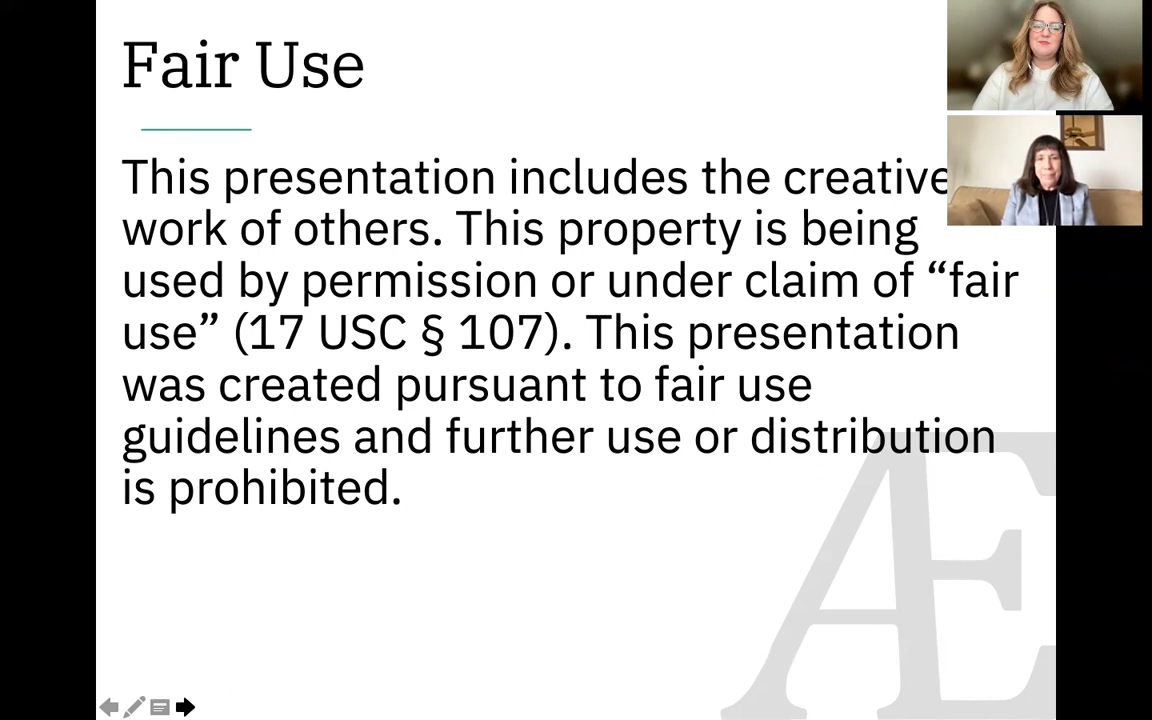 Fair Use
This presentation includes the creative
work of others. This property is being
used by permission or under claim of “fair
use” (17 USC § 107). This presentation
was created pursuant to fair use
guidelines and further use or distribution
is prohibited.
Æ